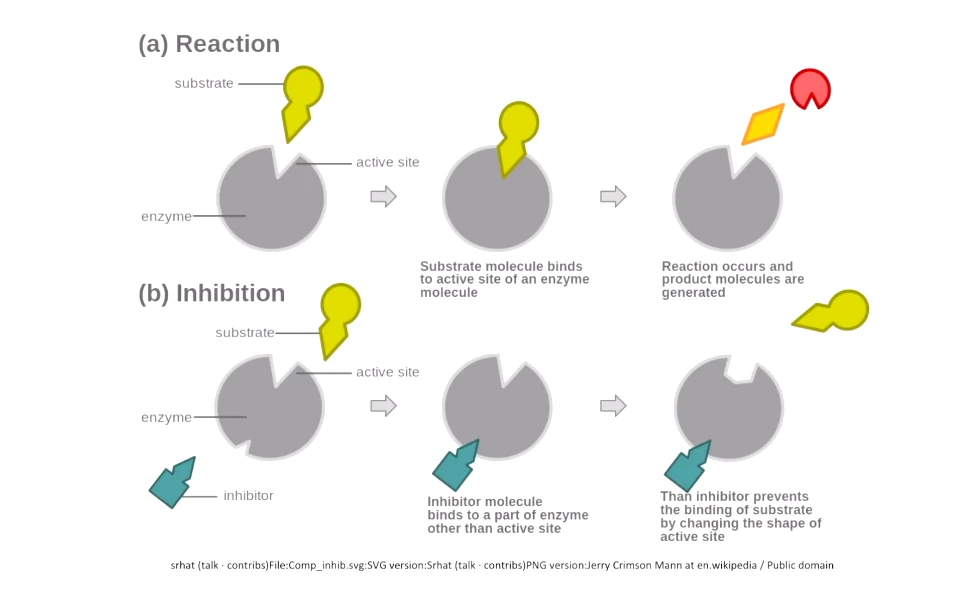 (a) Reaction
substrate
active site
enzyme
Substrate molecule binds
to active site of an enzyme
molecule
Reaction occurs and
product molecules are
generated
(b) Inhibition
substrate
active site
enzyme
inhibitor
Inhibitor molecule
binds to a part of enzyme
other than active site
Than inhibitor prevents
the binding of substrate
by changing the shape of
active site
srhat (talk · contribs)File:Comp_inhib.svg:SVG version:Srhat (talk · contribs)PNG version:Jerry Crimson Mann at en.wikipedia / Public domain